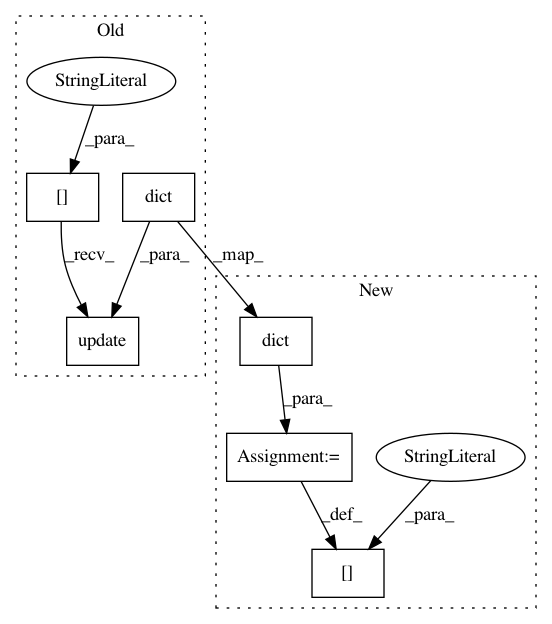 Old
StringLiteral
_para_
[]
dict
_recv_
_para_
_map_
New
update
dict
_para_
Assignment:=
StringLiteral
_def_
_para_
[]